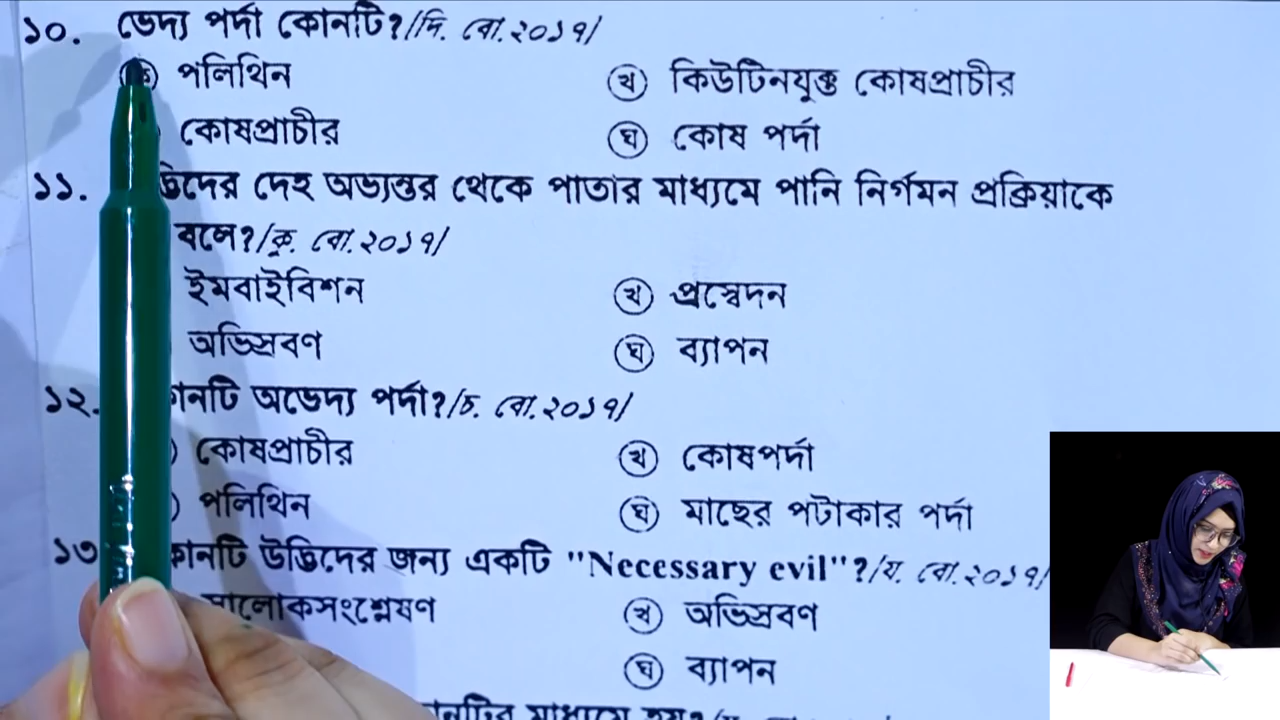 ১০. ভেদ্য পর্দা কোনটি? /দি. বো. ২০১৭/
পলিথিন খ কিউটিনযুক্ত কোষপ্রাচীর
কোষপ্রাচীর ঘ কোষ পর্দা
১১. দেহ অভ্যন্তর থেকে পাতার মাধ্যমে পানি নির্গমন প্রক্রিয়াকে
বলে? /কু. বো. ২০১৭/
ইমবাইবিশন খ প্রস্বেদন
অভিস্রবণ ঘ ব্যাপন
১২. অভেদ্য পর্দা? /চ. বো. ২০১৭/
কোষপ্রাচীর খ কোষপর্দা
পলিথিন ঘ মাছের পটাকার পর্দা
১৩ উদ্ভিদের জন্য একটি "Necessary evil"? /য. বো. ২০১৭/
খ অভিস্রবণ
ঘ ব্যাপন